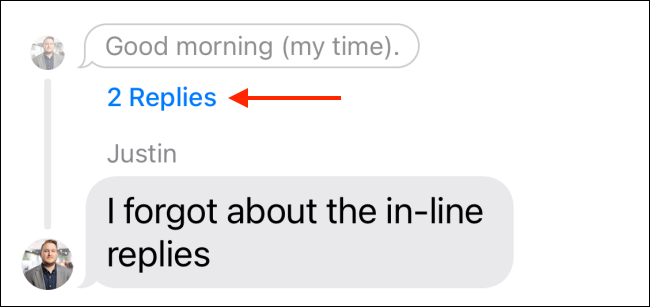 Good morning (my time).
2 Replies
Justin
I forgot about the in-line
replies